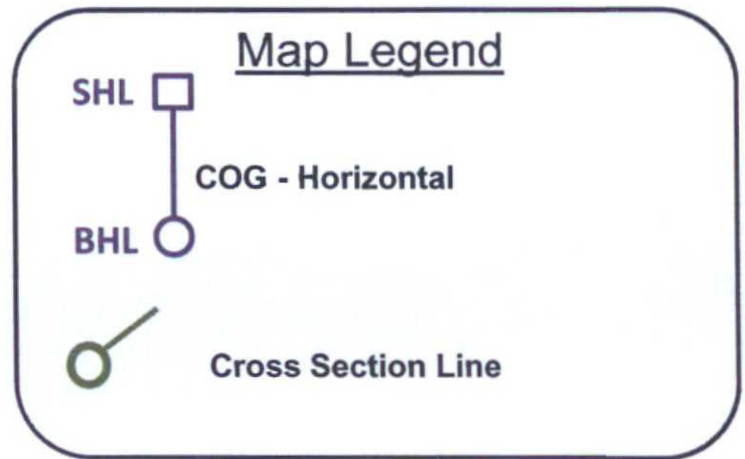 Map Legend
SHL
COG - Horizontal
BHL
Cross Section Line